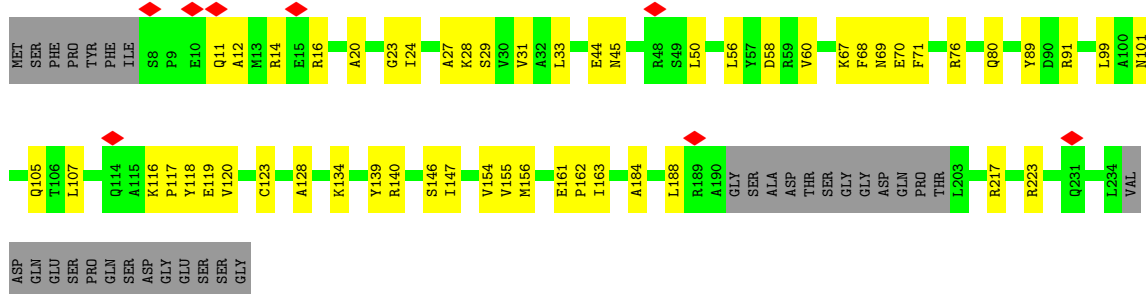 MET SER PHE PRO PRO TYR PHE ILE S8 P9 E10 Q11 A12 M13 R14 E15 R16 A20 G23 I24 A27 K28 S29 V30 V31 A32 L33 E44 N45 R48 S49 L50 L56 Y57 D58 R59 V60 K67 F68 N69 E70 F71 R76 Q80 Y89 D90 R91 L99 A100 N101
Q105 T106 L107 Q114 A115 K116 P117 Y118 E119 V120 C123 A128 K134 Y139 R140 S146 I147 V154 V155 M156 E161 P162 I163 A184 L188 R189 A190 GLY SER ALA ASP THR SER GLY GLY ASP GLN PRO THR L203 R217 R223 Q231 L234 VAL
ASP GLN GLU SER PRO GLN SER ASP GLY GLU SER SER GLY